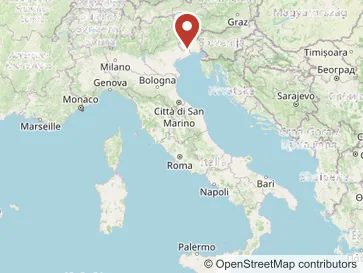 Graz
Magyarország
Slovenija
Timișoara
Milano
Београд
Genova
Bologna
Sarajevo
Monaco
Città di San
Marino
Marseille
Roma
Bari
Napoli
Palermo
© OpenStreetMap contributors